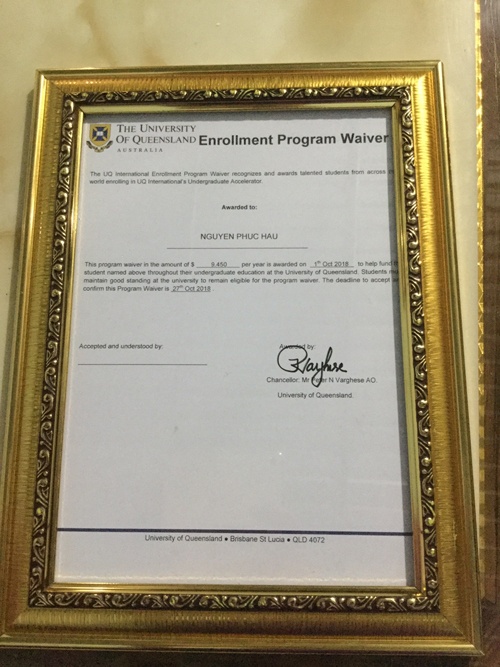 THE UNIVERSITY
OF QUEENSLAND
AUSTRALIA
Enrollment Program Waiver
The UQ International Enrollment Program Waiver recognizes and awards talented students from across
world enrolling in UQ International's Undergraduate Accelerator.
Awarded to:
NGUYEN PHUC HAU
This program waiver in the amount of $ 9.450 per year is awarded on 1st Oct 2018 to help fund
student named above throughout their undergraduate education at the University of Queensland. Students
maintain good standing at the university to remain eligible for the program waiver. The deadline to accept
confirm this Program Waiver is 27th Oct 2018.
Accepted and understood by:
Awarded by:
Chancellor: Mr Peter N Varghese AO.
University of Queensland.
University of Queensland ● Brisbane St Lucia ● QLD 4072